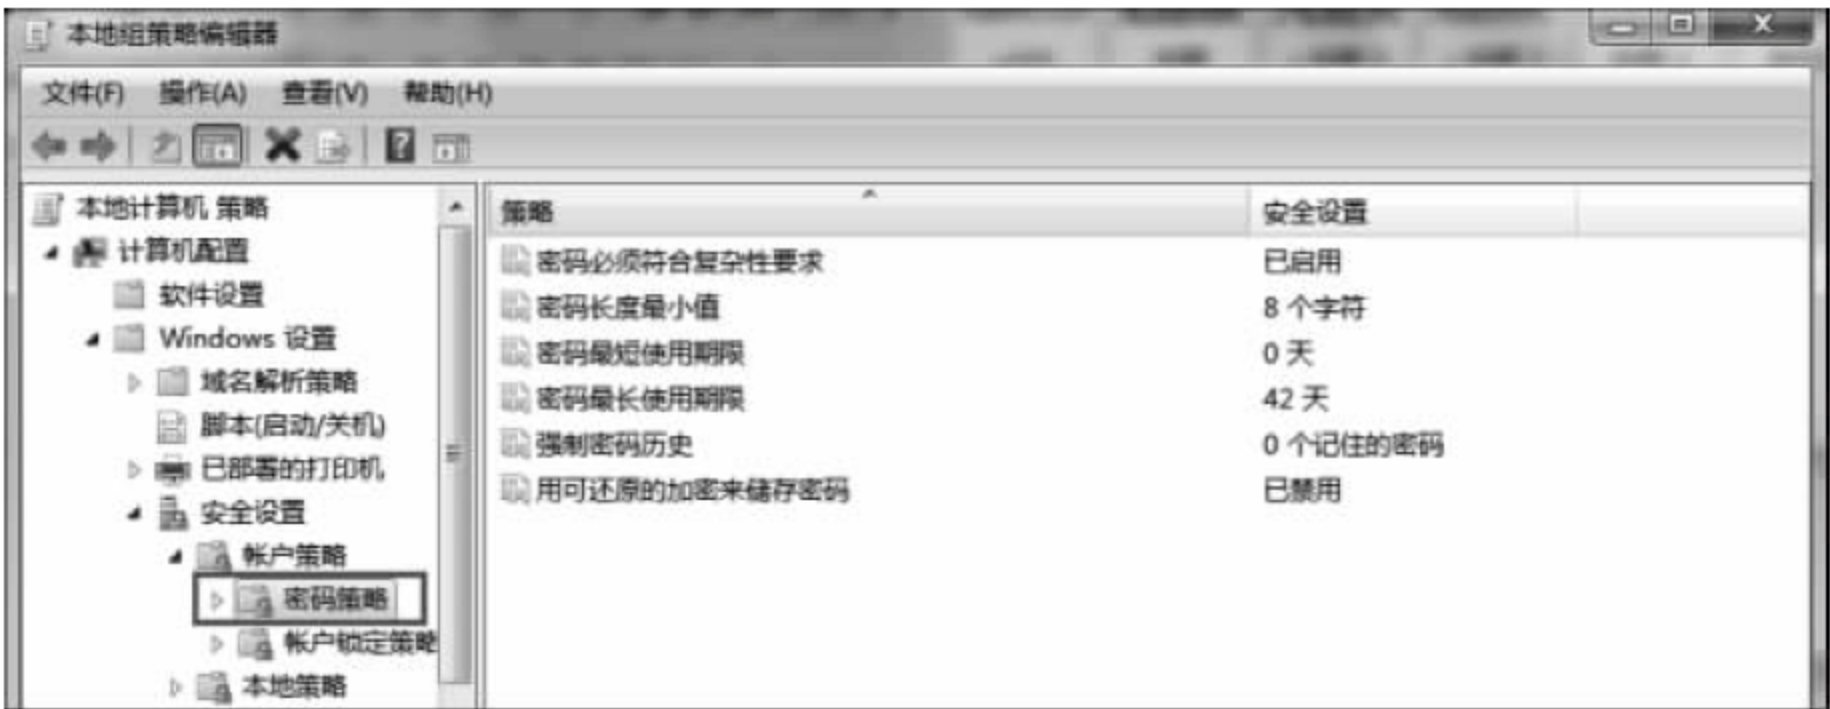 本地组策略编辑器
文件(F) 操作(A) 查看(V) 帮助(H)
本地计算机 策略
计算机配置
软件设置
Windows 设置
域名解析策略
脚本(启动/关机)
已部署的打印机
安全设置
帐户策略
密码策略
帐户锁定策略
本地策略
策略 安全设置
密码必须符合复杂性要求 已启用
密码长度最小值 8 个字符
密码最短使用期限 0 天
密码最长使用期限 42 天
强制密码历史 0 个记住的密码
用可还原的加密来储存密码 已禁用